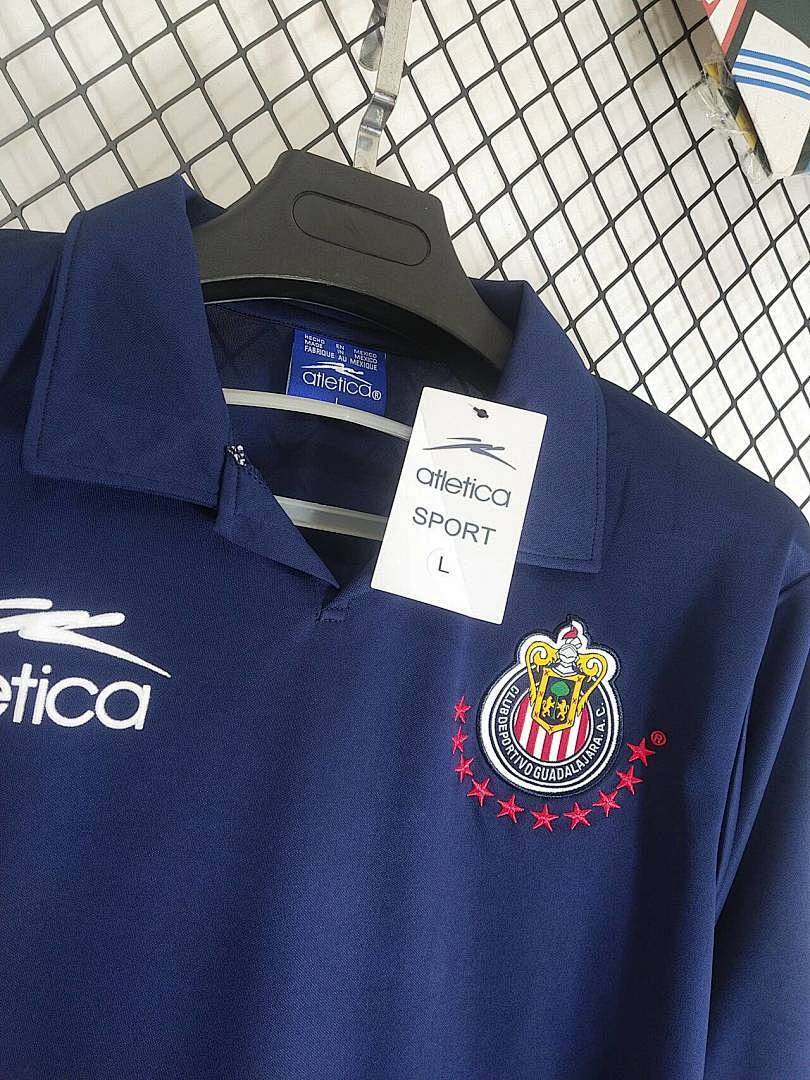 HECHO EN MEXICO
MADE IN MEXICO
FABRIQUE AU MEXIQUE
atletica®
L
atletica
SPORT
L
etica
CLUB DEPORTIVO GUADALAJARA. A. C.
®